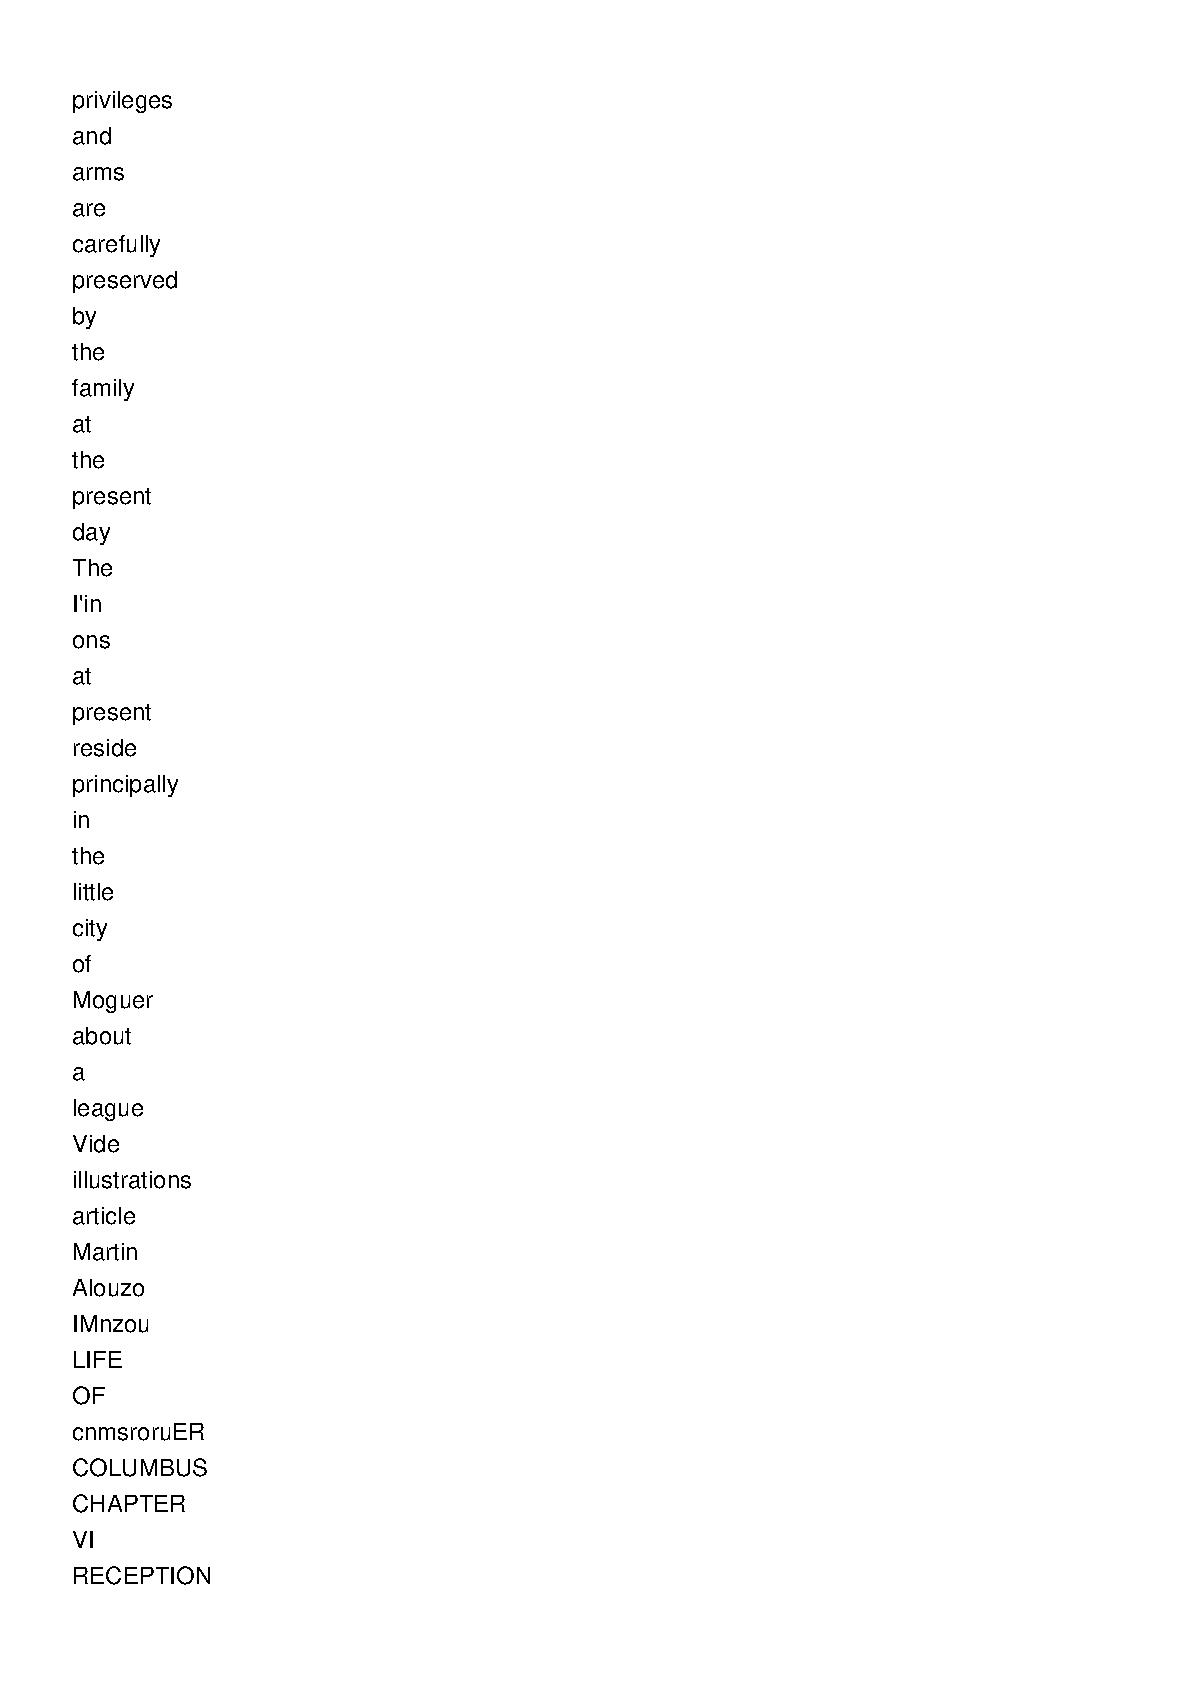 privileges
and
arms
are
carefully
preserved
by
the
family
at
the
present
day
The
I'in
ons
at
present
reside
principally
in
the
little
city
of
Moguer
about
a
league
Vide
illustrations
article
Martin
Alouzo
IMnzou
LIFE
OF
cnmsroruER
COLUMBUS
CHAPTER
VI
RECEPTION